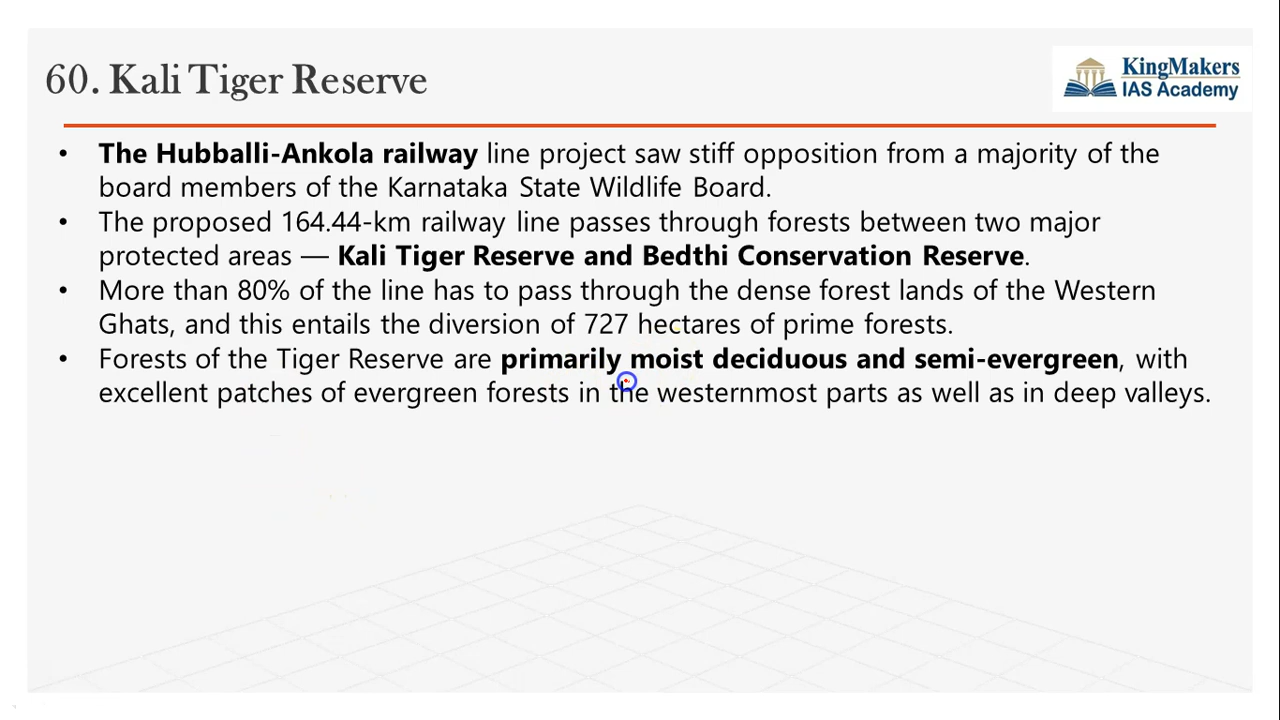 60. Kali Tiger Reserve
KingMakers
IAS Academy
• The Hubballi-Ankola railway line project saw stiff opposition from a majority of the
board members of the Karnataka State Wildlife Board.
• The proposed 164.44-km railway line passes through forests between two major
protected areas — Kali Tiger Reserve and Bedthi Conservation Reserve.
• More than 80% of the line has to pass through the dense forest lands of the Western
Ghats, and this entails the diversion of 727 hectares of prime forests.
• Forests of the Tiger Reserve are primarily moist deciduous and semi-evergreen, with
excellent patches of evergreen forests in the westernmost parts as well as in deep valleys.